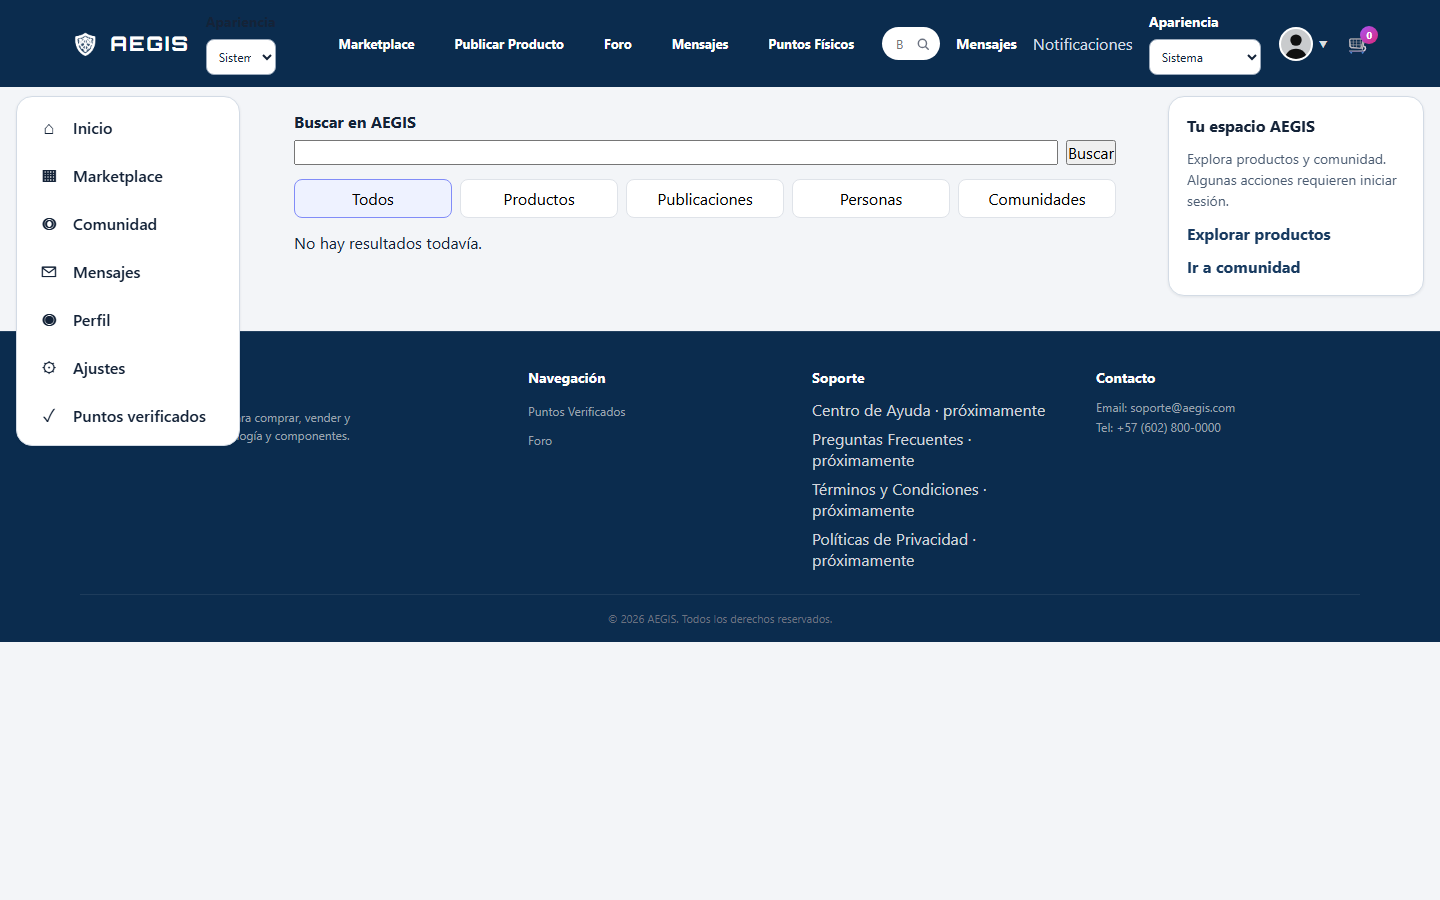 AEGIS
Apariencia
Sistem
Marketplace
Publicar Producto
Foro
Mensajes
Puntos Físicos
B
Mensajes
Notificaciones
Apariencia
Sistema
0
Inicio
Marketplace
Comunidad
Mensajes
Perfil
Ajustes
Puntos verificados
Buscar en AEGIS
Buscar
Todos
Productos
Publicaciones
Personas
Comunidades
No hay resultados todavía.
Tu espacio AEGIS
Explora productos y comunidad.
Algunas acciones requieren iniciar
sesión.
Explorar productos
Ir a comunidad
comprar, vender y
y componentes.
Navegación
Puntos Verificados
Foro
Soporte
Centro de Ayuda · próximamente
Preguntas Frecuentes ·
próximamente
Términos y Condiciones ·
próximamente
Políticas de Privacidad ·
próximamente
Contacto
Email: soporte@aegis.com
Tel: +57 (602) 800-0000
© 2026 AEGIS. Todos los derechos reservados.